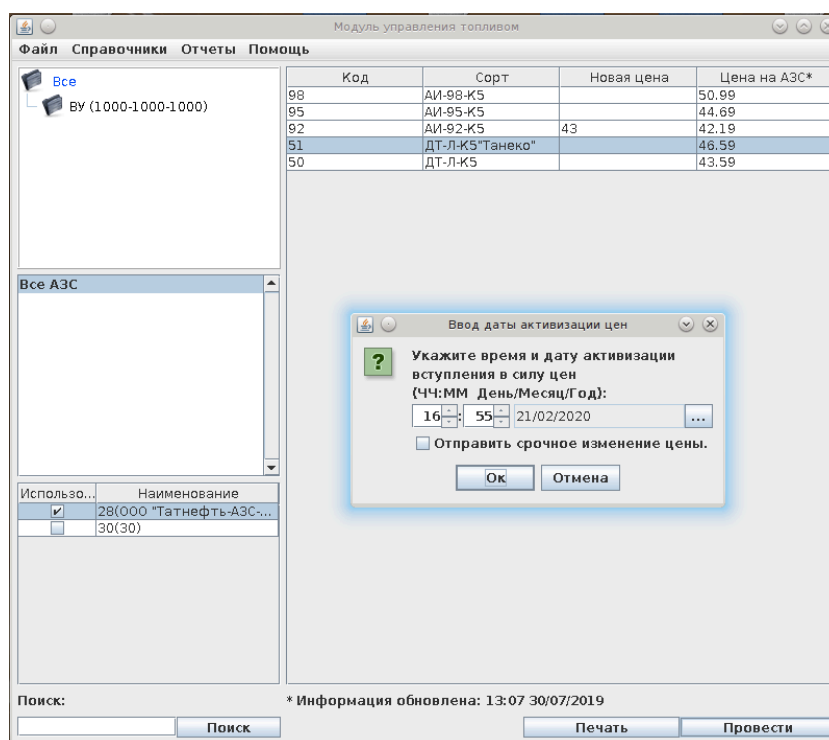 Модуль управления топливом
Файл Справочники Отчеты Помощь
Все
ВУ (1000-1000-1000)
Код Сорт Новая цена Цена на АЗС*
98 АИ-98-К5 50.99
95 АИ-95-К5 44.69
92 АИ-92-К5 43 42.19
51 ДТ-Л-К5"Танеко" 46.59
50 ДТ-Л-К5 43.59
Все АЗС
Ввод даты активизации цен
Укажите время и дату активизации
вступления в силу цен
(ЧЧ:ММ День/Месяц/Год):
16 : 55 21/02/2020 ...
Отправить срочное изменение цены.
Ок Отмена
Использо... Наименование
28(ООО "Татнефть-АЗС-...
30(30)
Поиск:
* Информация обновлена: 13:07 30/07/2019
Поиск Печать Провести